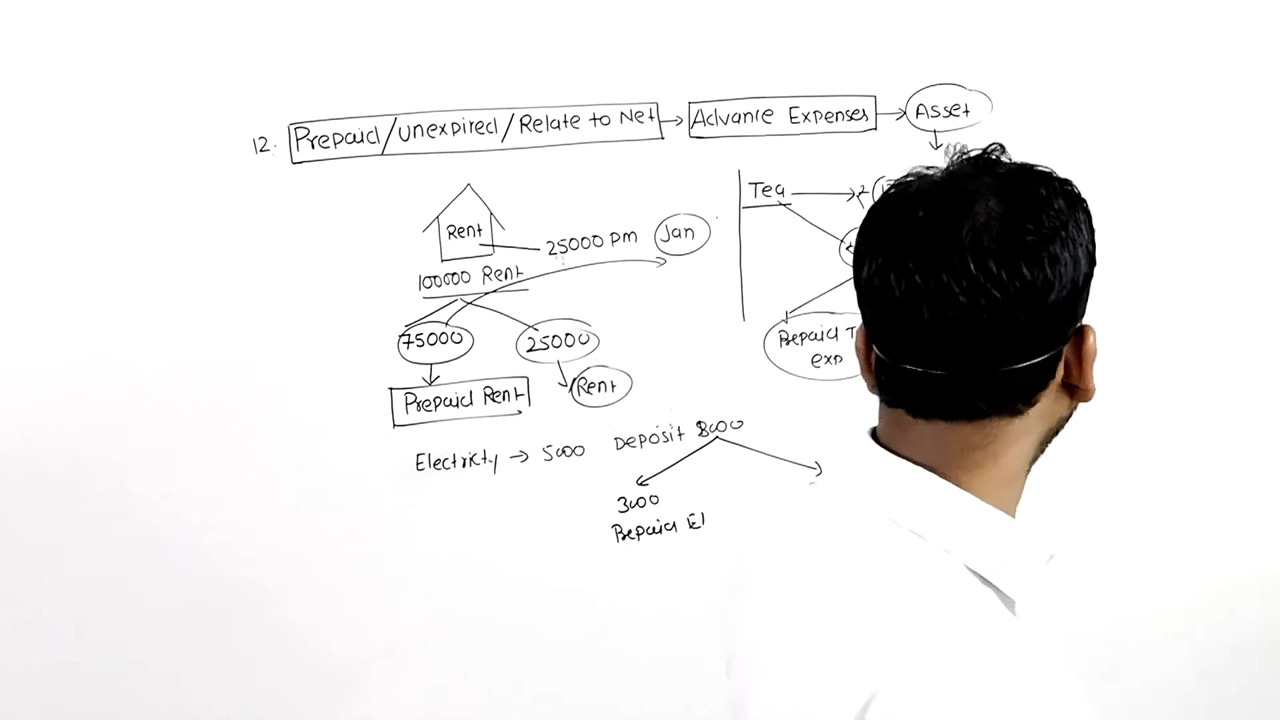 12. Prepaid/Unexpired/Relate to Net → Advance Expenses → Asset
Rent
25000 pm Jan
100000 Rent
75000 25000
Prepaid Rent
Rent
Tea
Prepaid
exp
Electricity → 5000 Deposit 8000
3000
Prepaid El